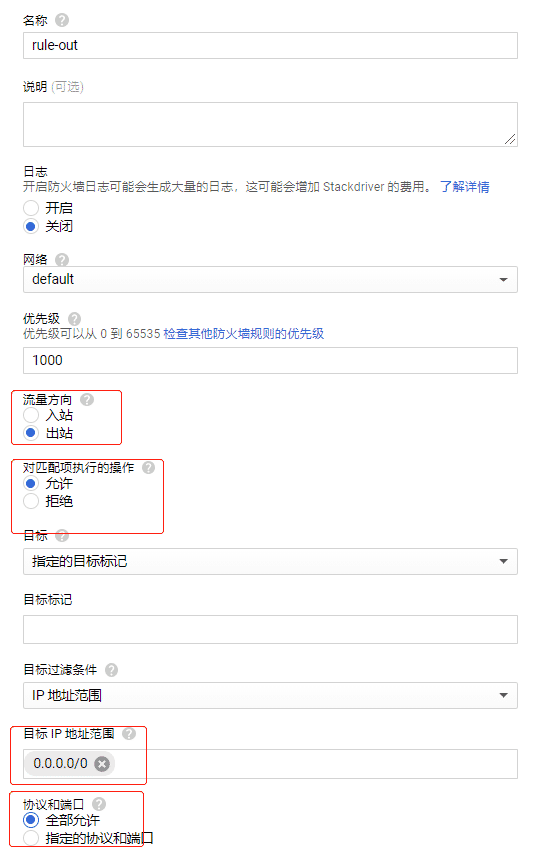 名称
rule-out
说明 (可选)
日志
开启防火墙日志可能会生成大量的日志，这可能会增加 Stackdriver 的费用。 了解详情
开启
关闭
网络
default
优先级
优先级可以从 0 到 65535 检查其他防火墙规则的优先级
1000
流量方向
入站
出站
对匹配项执行的操作
允许
拒绝
目标
指定的目标标记
目标标记
目标过滤条件
IP 地址范围
目标 IP 地址范围
0.0.0.0/0
协议和端口
全部允许
指定的协议和端口